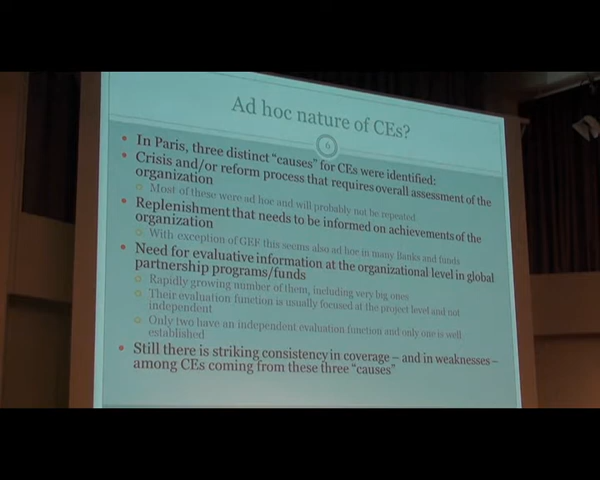 Ad hoc nature of CEs?
6
• In Paris, three distinct "causes" for CEs were identified:
• Crisis and/or reform process that requires overall assessment of the
organization
Most of these were ad hoc and will probably not be repeated
• Replenishment that needs to be informed on achievements of the
organization
With exception of GEF this seems also ad hoc in many Banks and funds
• Need for evaluative information at the organizational level in global
partnership programs/funds
Rapidly growing number of them, including very big ones
Their evaluation function is usually focused at the project level and not
independent
Only two have an independent evaluation function and only one is well
established
• Still there is striking consistency in coverage – and in weaknesses –
among CEs coming from these three "causes"